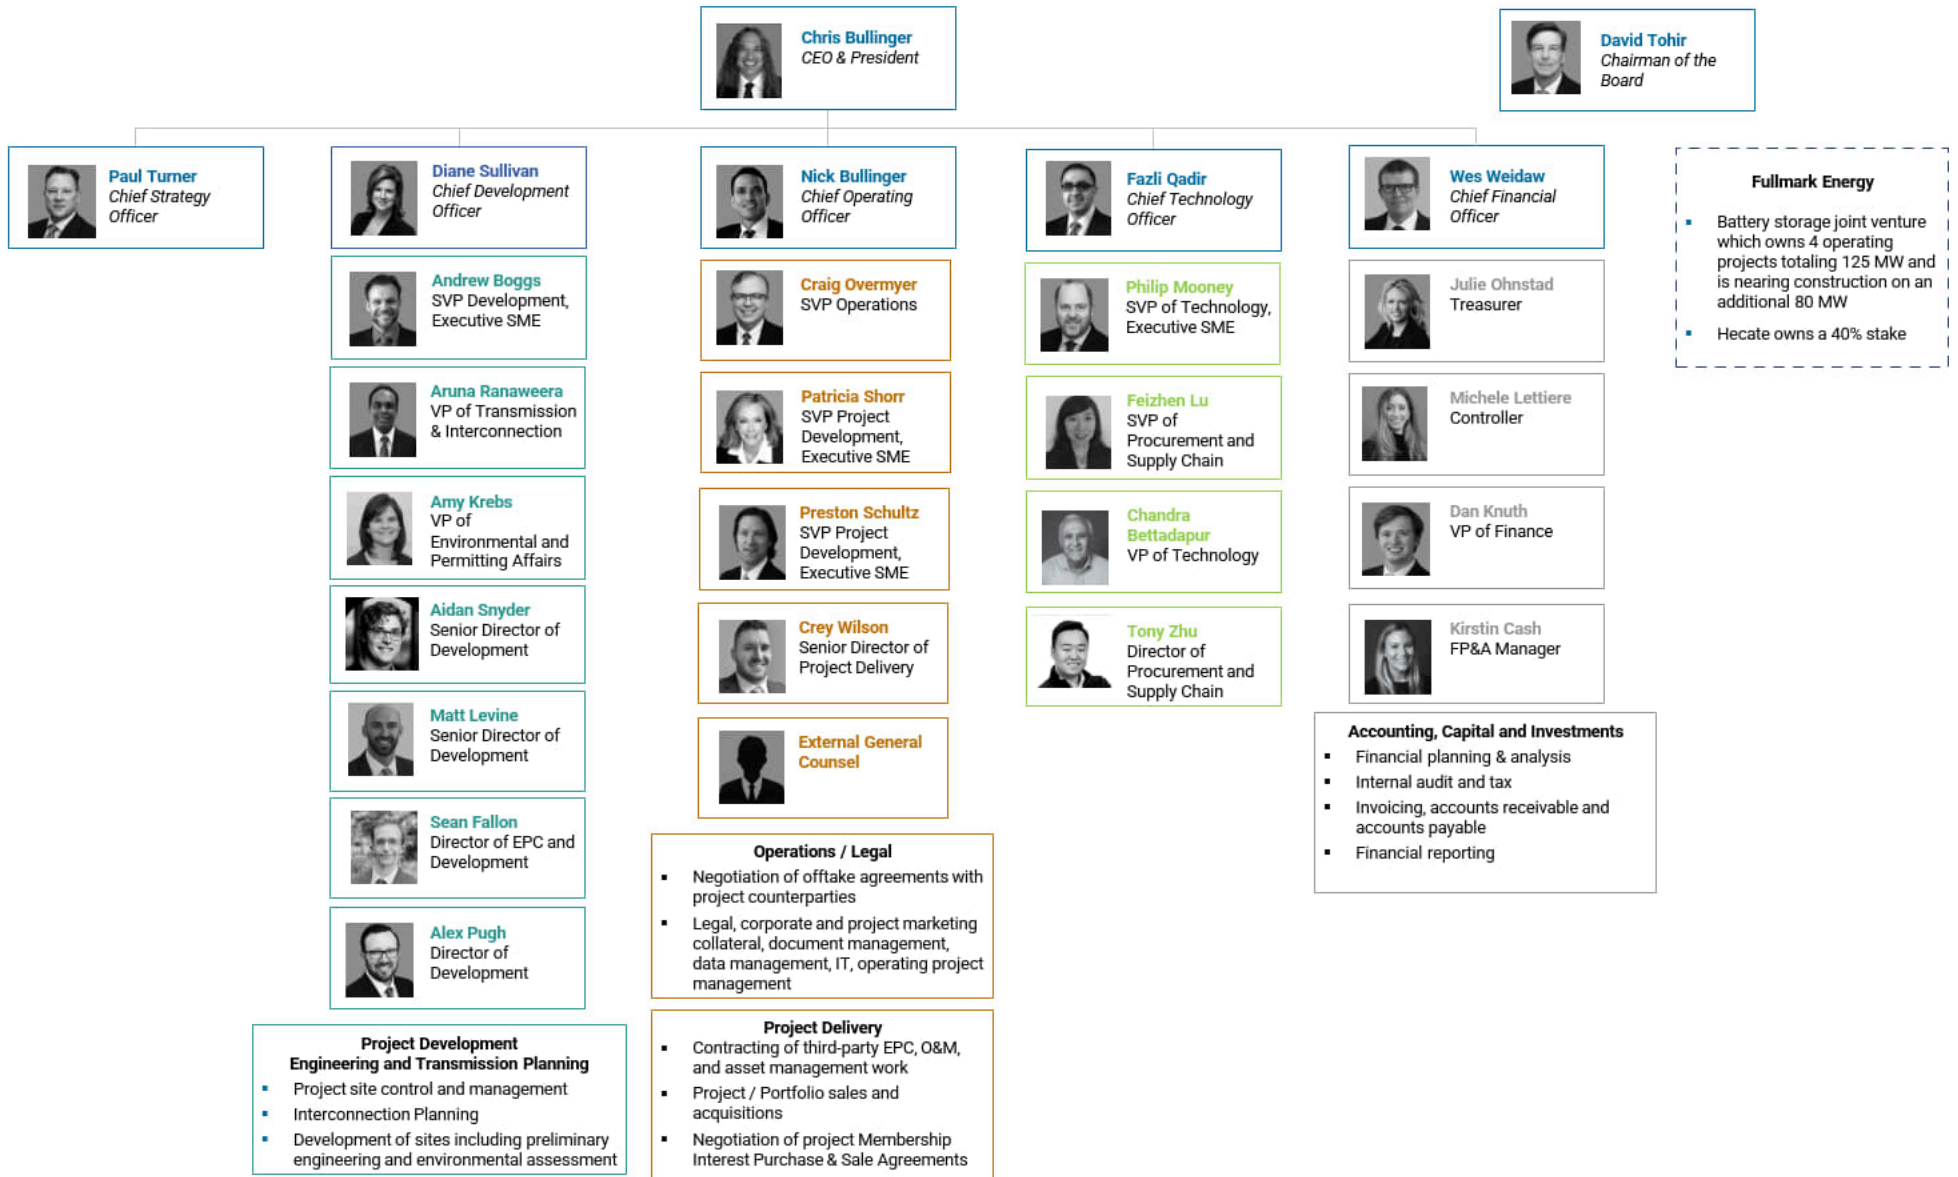 Chris Bullinger
CEO & President
David Tohir
Chairman of the
Board
Paul Turner
Chief Strategy
Officer
Diane Sullivan
Chief Development
Officer
Nick Bullinger
Chief Operating
Officer
Fazli Qadir
Chief Technology
Officer
Wes Weidaw
Chief Financial
Officer
Fullmark Energy
▪ Battery storage joint venture
which owns 4 operating
projects totaling 125 MW and
is nearing construction on an
additional 80 MW
▪ Hecate owns a 40% stake
Andrew Boggs
SVP Development,
Executive SME
Aruna Ranaweera
VP of Transmission
& Interconnection
Amy Krebs
VP of
Environmental and
Permitting Affairs
Aidan Snyder
Senior Director of
Development
Matt Levine
Senior Director of
Development
Sean Fallon
Director of EPC and
Development
Alex Pugh
Director of
Development
Project Development
Engineering and Transmission Planning
▪ Project site control and management
▪ Interconnection Planning
▪ Development of sites including preliminary
engineering and environmental assessment
Craig Overmyer
SVP Operations
Patricia Shorr
SVP Project
Development,
Executive SME
Preston Schultz
SVP Project
Development,
Executive SME
Crey Wilson
Senior Director of
Project Delivery
External General
Counsel
Operations / Legal
▪ Negotiation of offtake agreements with
project counterparties
▪ Legal, corporate and project marketing
collateral, document management,
data management, IT, operating project
management
Project Delivery
▪ Contracting of third-party EPC, O&M,
and asset management work
▪ Project / Portfolio sales and
acquisitions
▪ Negotiation of project Membership
Interest Purchase & Sale Agreements
Philip Mooney
SVP of Technology,
Executive SME
Feizhen Lu
SVP of
Procurement and
Supply Chain
Chandra
Bettadapur
VP of Technology
Tony Zhu
Director of
Procurement and
Supply Chain
Julie Ohnstad
Treasurer
Michele Lettiere
Controller
Dan Knuth
VP of Finance
Kirstin Cash
FP&A Manager
Accounting, Capital and Investments
▪ Financial planning & analysis
▪ Internal audit and tax
▪ Invoicing, accounts receivable and
accounts payable
▪ Financial reporting